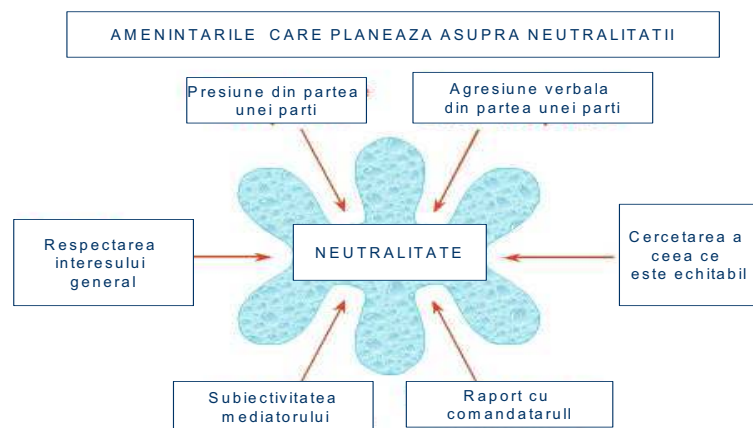 AMENINTARILE CARE PLANEAZA ASUPRA NEUTRALITATII
Presiune din partea
unei parti
Agresiune verbala
din partea unei parti
Respectarea
interesului
general
NEUTRALITATE
Cercetarea a
ceea ce
este echitabil
Subiectivitatea
mediatorului
Raport cu
comandatarull